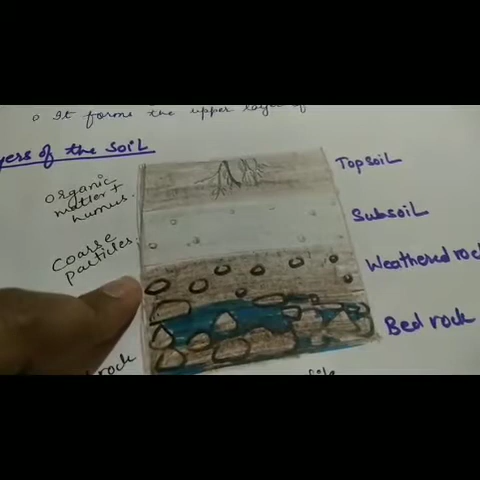 o It forms the upper layer of
yers of the soil
Organic
matter +
humus.
Topsoil
Subsoil
Coarse
particles.
Weathered roc
Bed rock
rock